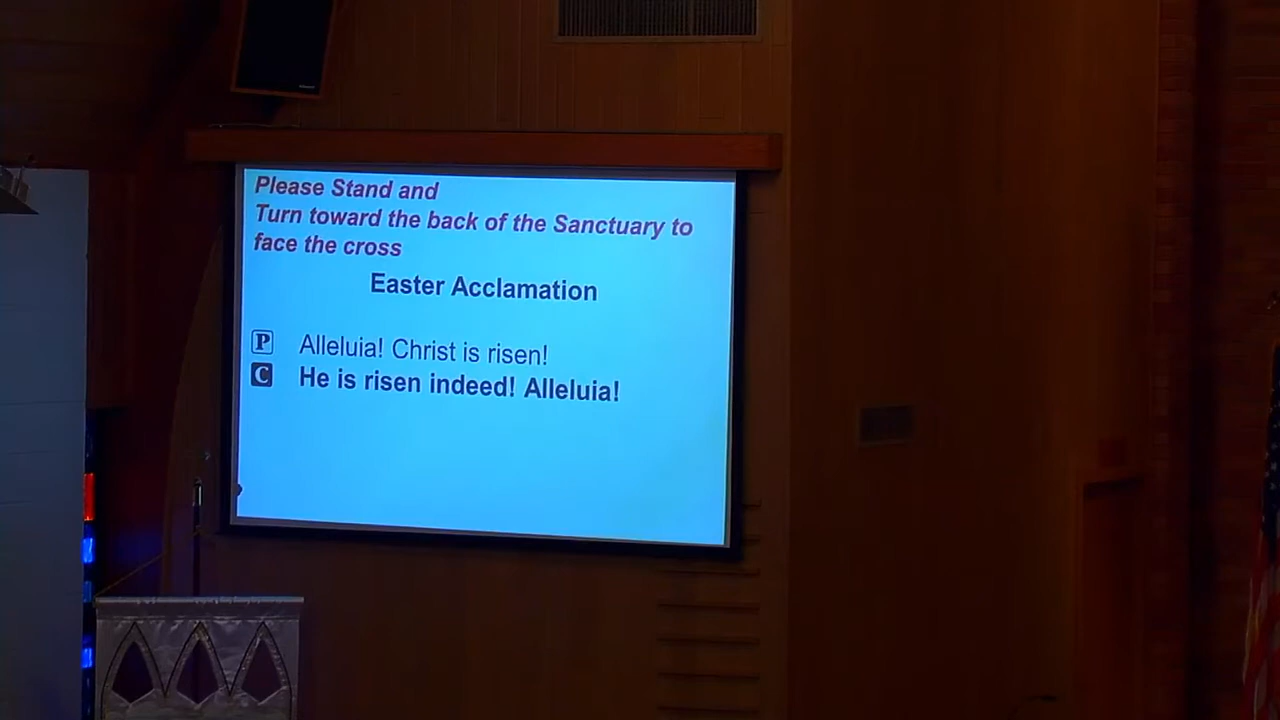 Please Stand and
Turn toward the back of the Sanctuary to
face the cross
Easter Acclamation
P Alleluia! Christ is risen!
C He is risen indeed! Alleluia!